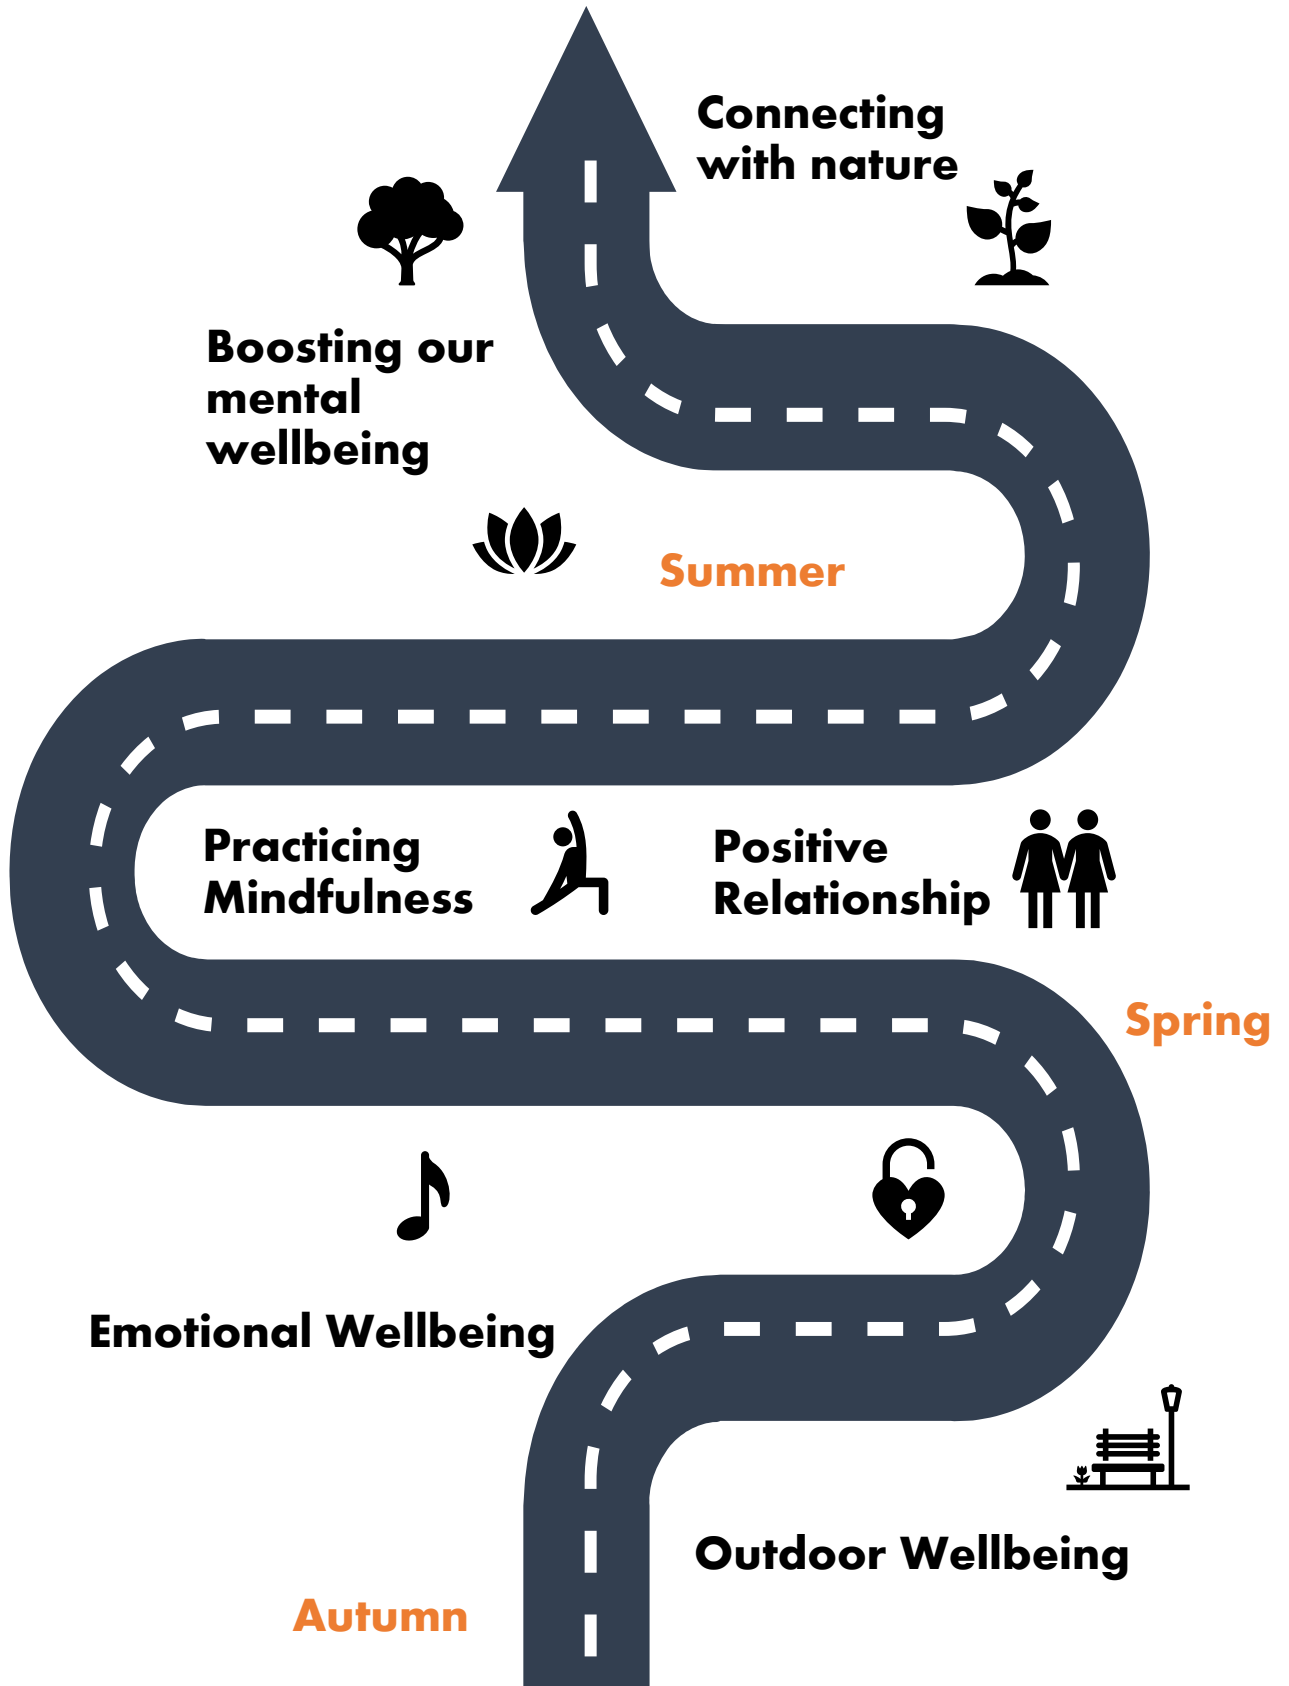 Connecting
with nature
Boosting our
mental
wellbeing
Summer
Practicing
Mindfulness
Positive
Relationship
Spring
Emotional Wellbeing
Outdoor Wellbeing
Autumn